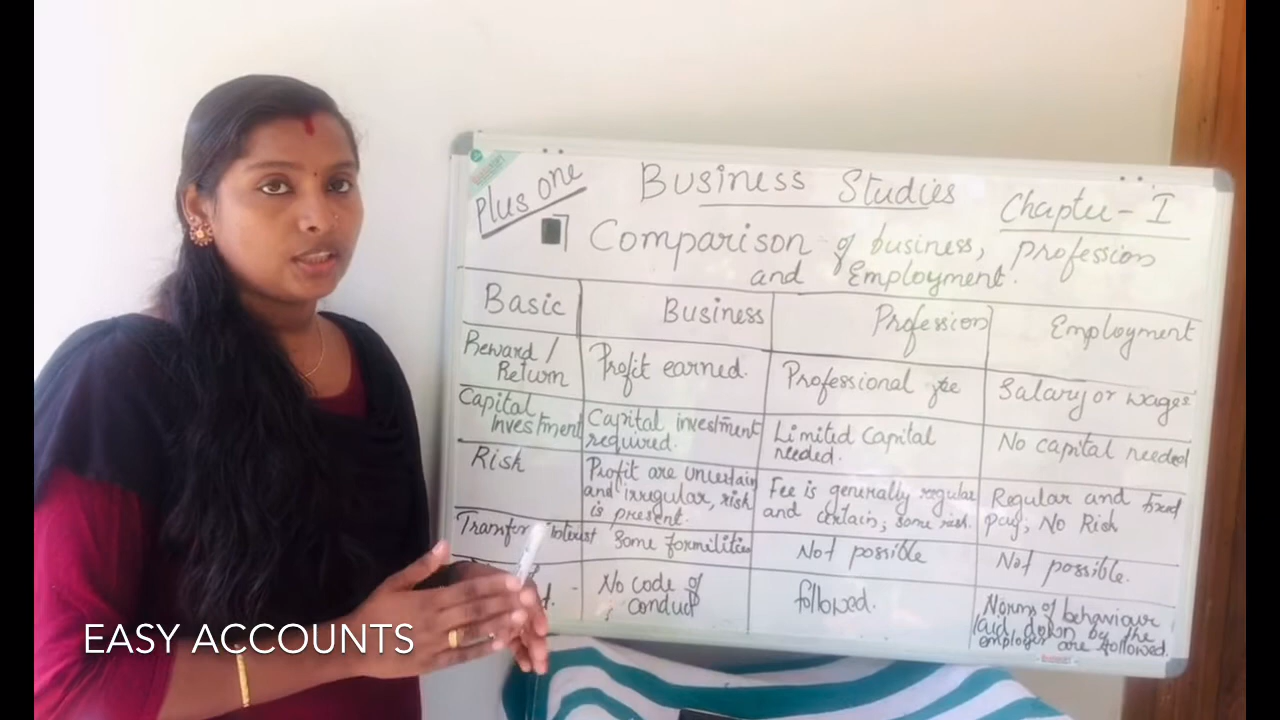 Plus one
Business Studies
Chapter - I
Comparison of business, profession
and Employment.
Basic
Business
Profession
Employment
Reward /
Return
Profit earned.
Professional fee
Salary or wages
Capital
Investment
Capital investment
required.
Limited Capital
needed.
No capital needed
Risk
Profit are uncertain
and irregular, risk
is present.
Fee is generally regular
and certain; some risk.
Regular and fixed
pay; No Risk
Transfer interest
Some formilities
Not possible
Not possible.
No code of
conduct
followed.
Norms of behaviour
laid down by the
employer are followed.
EASY ACCOUNTS